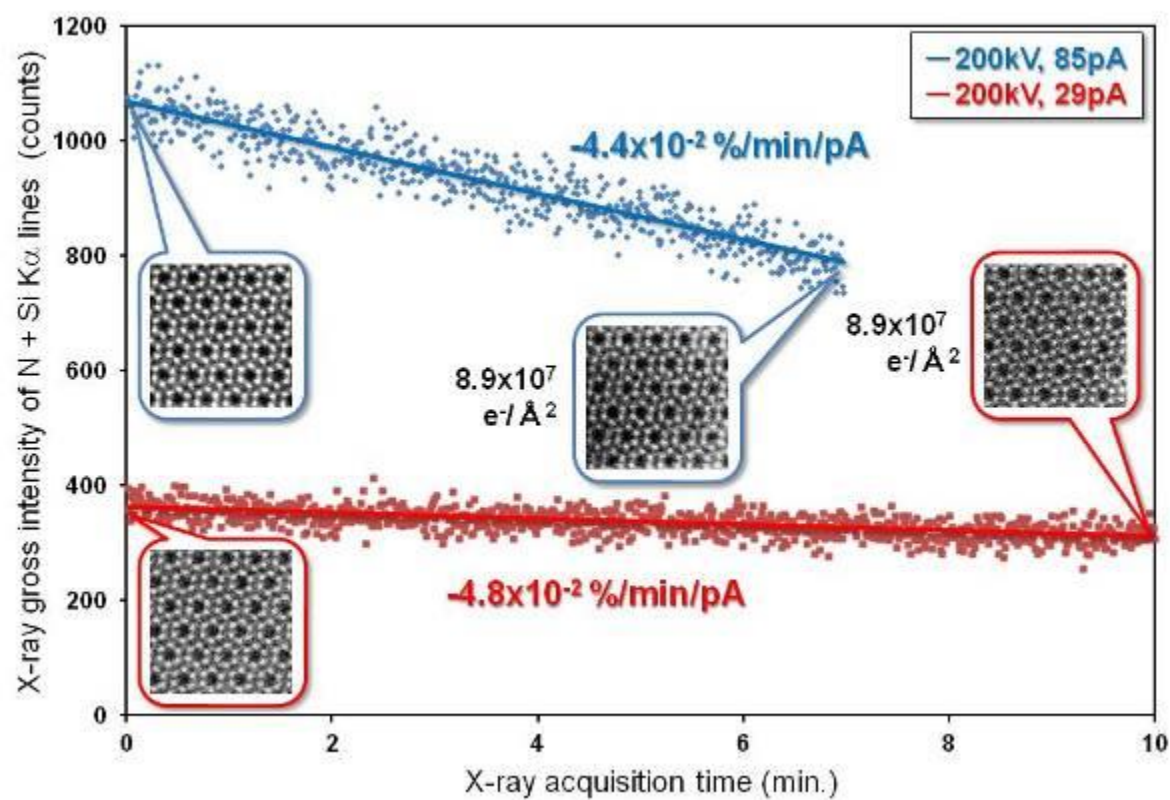 1200
1000
800
600
400
200
0
X-ray gross intensity of N + Si Kα lines (counts)
200kV, 85pA
200kV, 29pA
-4.4x10⁻² %/min/pA
8.9x10⁷
e⁻/ Å ²
8.9x10⁷
e⁻/ Å ²
-4.8x10⁻² %/min/pA
0
2
4
6
8
10
X-ray acquisition time (min.)